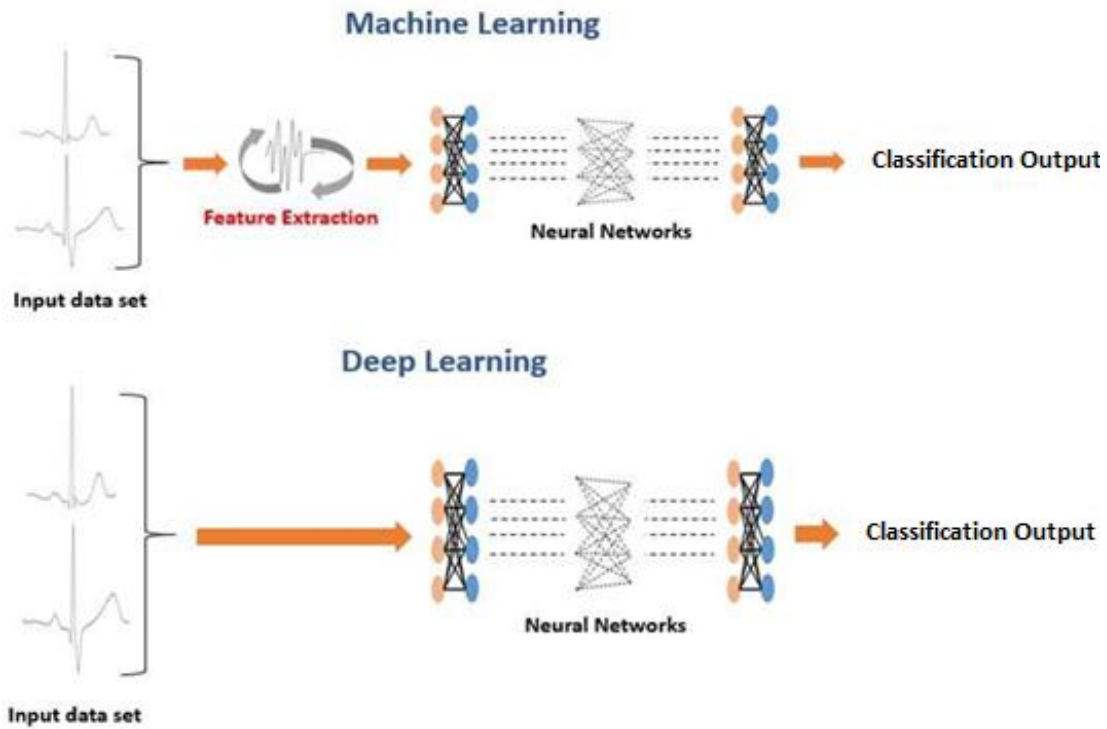 Machine Learning
Classification Output
Feature Extraction
Neural Networks
Input data set
Deep Learning
Classification Output
Neural Networks
Input data set